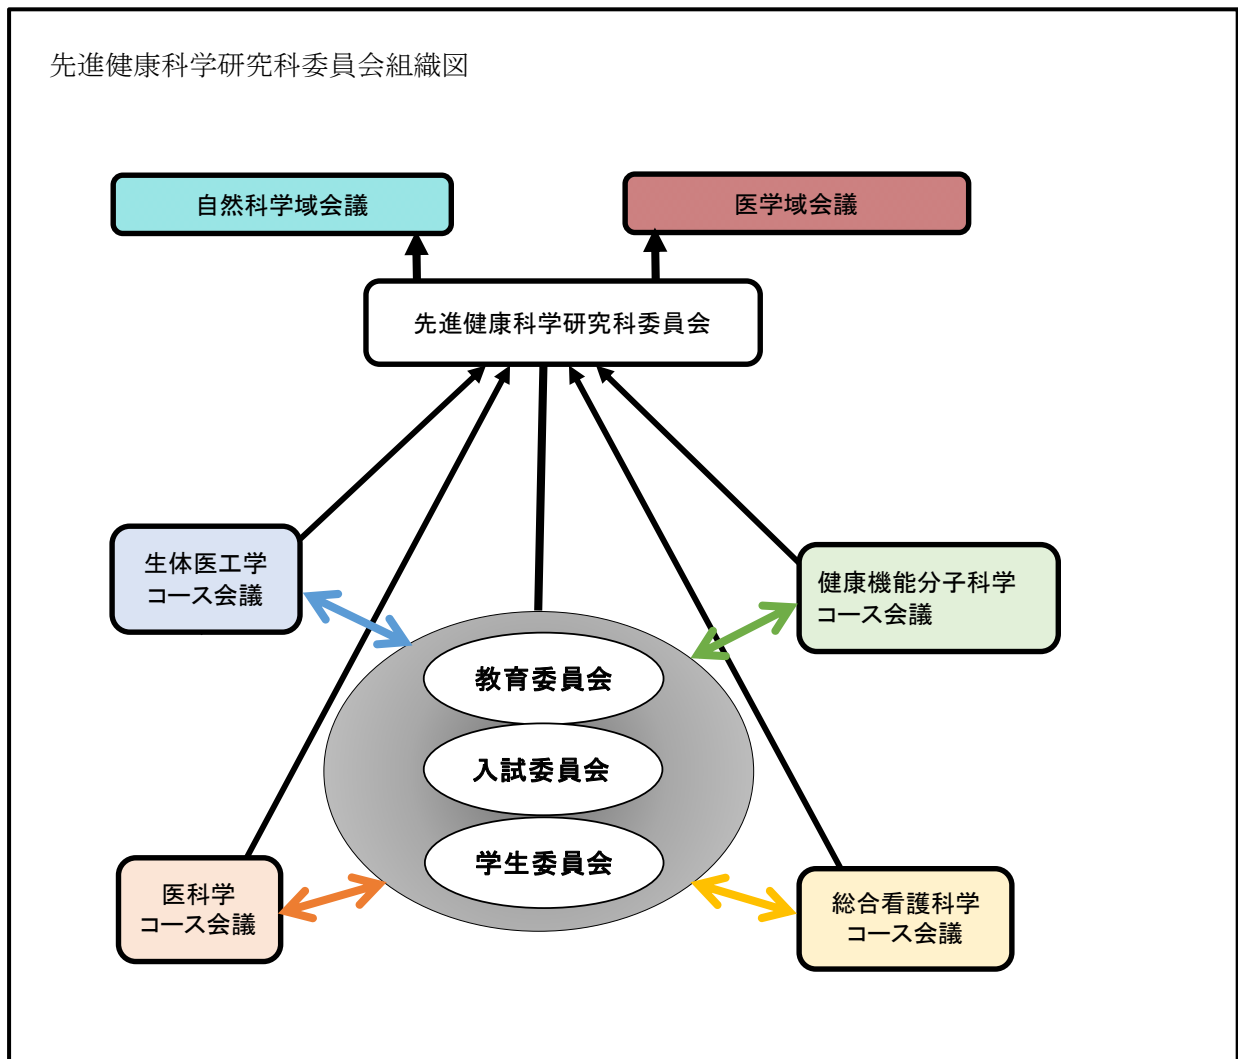 先進健康科学研究科委員会組織図
自然科学域会議
医学域会議
先進健康科学研究科委員会
生体医工学
コース会議
健康機能分子科学
コース会議
教育委員会
入試委員会
学生委員会
医科学
コース会議
総合看護科学
コース会議